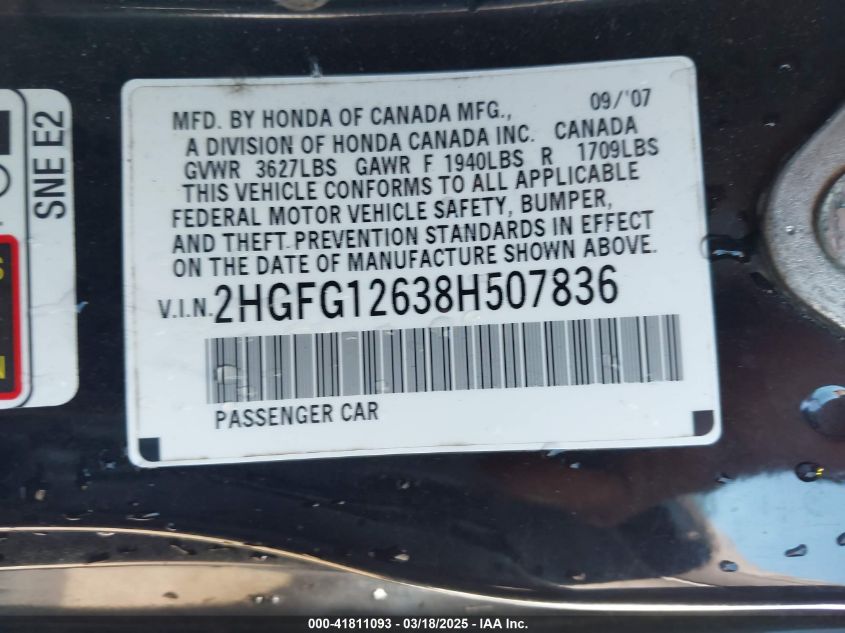 MFD. BY HONDA OF CANADA MFG., 09/'07
A DIVISION OF HONDA CANADA INC. CANADA
GVWR 3627LBS GAWR F 1940LBS R 1709LBS
THIS VEHICLE CONFORMS TO ALL APPLICABLE
FEDERAL MOTOR VEHICLE SAFETY, BUMPER,
AND THEFT PREVENTION STANDARDS IN EFFECT
ON THE DATE OF MANUFACTURE SHOWN ABOVE.
V.I.N. 2HGFG12638H507836
PASSENGER CAR
SNE E2
000-41811093 - 03/18/2025 - IAA Inc.